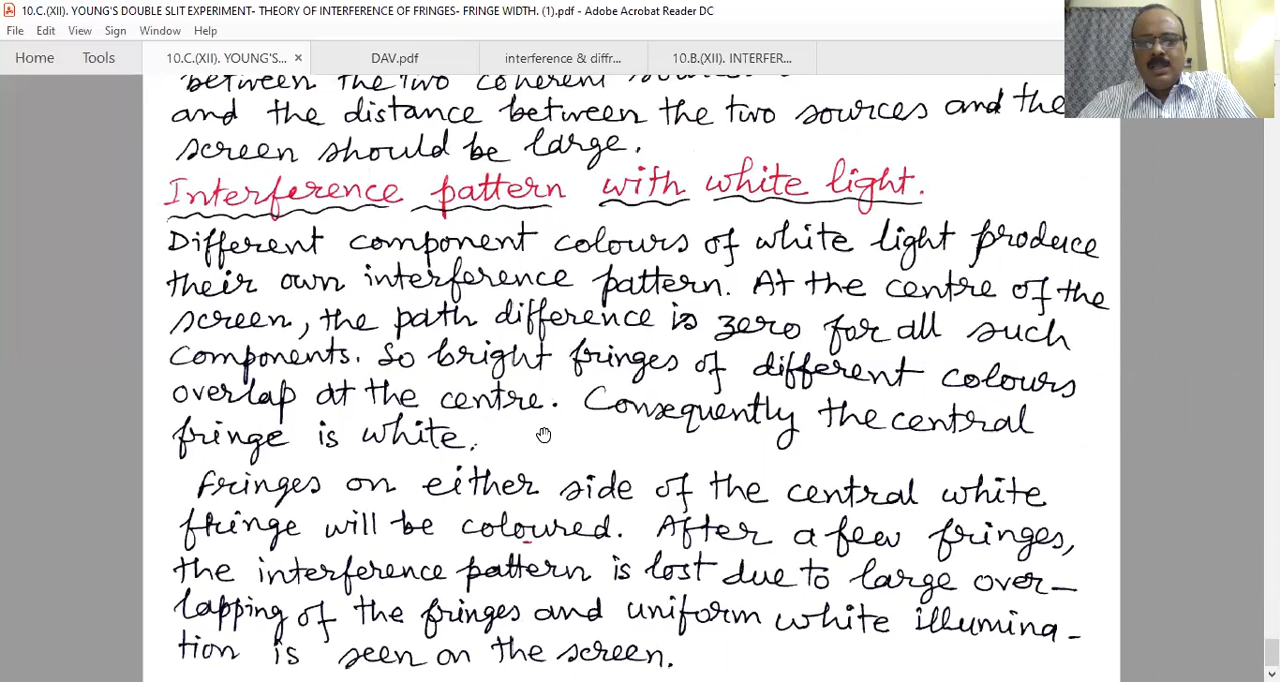 10.C.(XII). YOUNG'S DOUBLE SLIT EXPERIMENT- THEORY OF INTERFERENCE OF FRINGES- FRINGE WIDTH. (1).pdf - Adobe Acrobat Reader DC
File Edit View Sign Window Help
Home Tools 10.C.(XII). YOUNG'S... × DAV.pdf interference & diffr... 10.B.(XII). INTERFER...
between the two coherent
and the distance between the two sources and the
screen should be large.
Interference pattern with white light.
Different component colours of white light produce
their own interference pattern. At the centre of the
screen, the path difference is zero for all such
components. So bright fringes of different colours
overlap at the centre. Consequently the central
fringe is white.
Fringes on either side of the central white
fringe will be coloured. After a few fringes,
the interference pattern is lost due to large over-
lapping of the fringes and uniform white illumina-
tion is seen on the screen.